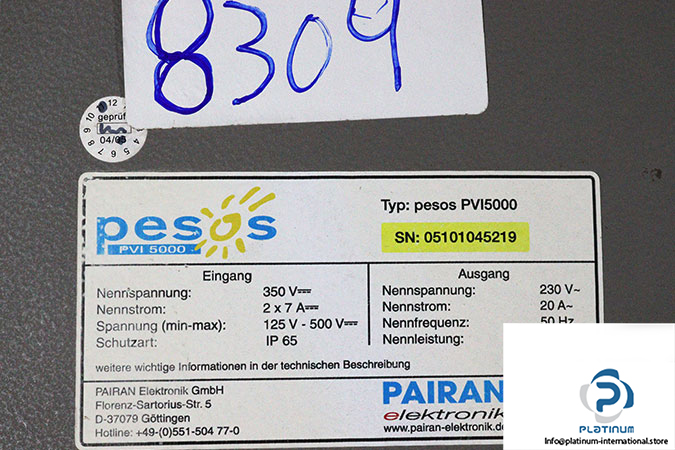 8309
12
geprüft
04/05
pesos
PVI 5000
Typ: pesos PVI5000
SN: 05101045219
Eingang
Nennspannung: 350 V⎓
Nennstrom: 2 x 7 A⎓
Spannung (min-max): 125 V - 500 V⎓
Schutzart: IP 65
Ausgang
Nennspannung: 230 V~
Nennstrom: 20 A~
Nennfrequenz: 50 Hz
Nennleistung:
weitere wichtige Informationen in der technischen Beschreibung
PAIRAN Elektronik GmbH
Florenz-Sartorius-Str. 5
D-37079 Göttingen
Hotline: +49-(0)551-504 77-0
PAIRAN
elektronik
www.pairan-elektronik.de
PLATINUM
Info@platinum-international.store